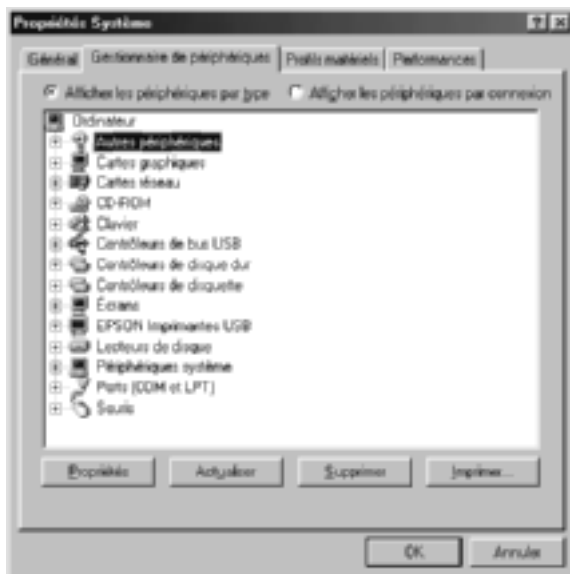 Propriétés Système
Général Gestionnaire de périphériques Profils matériels Performances
Afficher les périphériques par type Afficher les périphériques par connexion
Ordinateur
Autres périphériques
Cartes graphiques
Cartes réseau
CD-ROM
Clavier
Contrôleurs de bus USB
Contrôleurs de disque dur
Contrôleurs de disquette
Écrans
EPSON Imprimantes USB
Lecteurs de disque
Périphériques système
Ports (COM et LPT)
Souris
Propriétés Actualiser Supprimer Imprimer...
OK Annuler